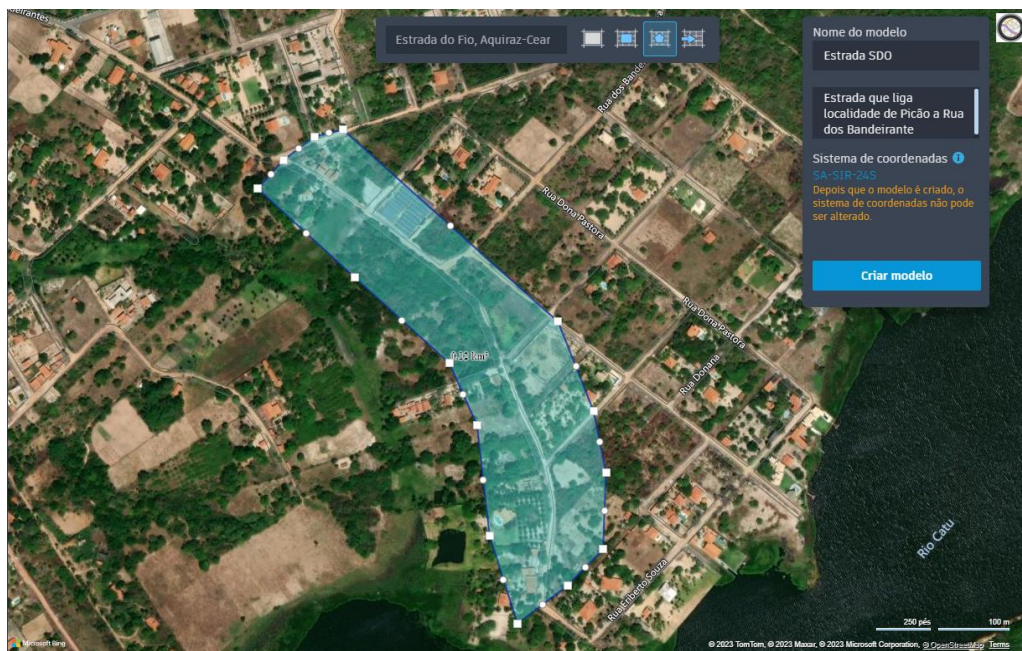 Estrada do Fio, Aquiraz-Cear
Nome do modelo
Estrada SDO
Estrada que liga
localidade de Picão a Rua
dos Bandeirante
Sistema de coordenadas
SA-SIR-24S
Depois que o modelo é criado, o
sistema de coordenadas não pode
ser alterado.
Criar modelo
Rua dos Bandei
Rua Dona Pastora
Rua Dona Pastora
Rua Donana
Rua Eriberto Souza
Rio Catu
250 pés
100 m
Microsoft Bing
© 2023 TomTom, © 2023 Maxar, © 2023 Microsoft Corporation, © OpenStreetMap Terms